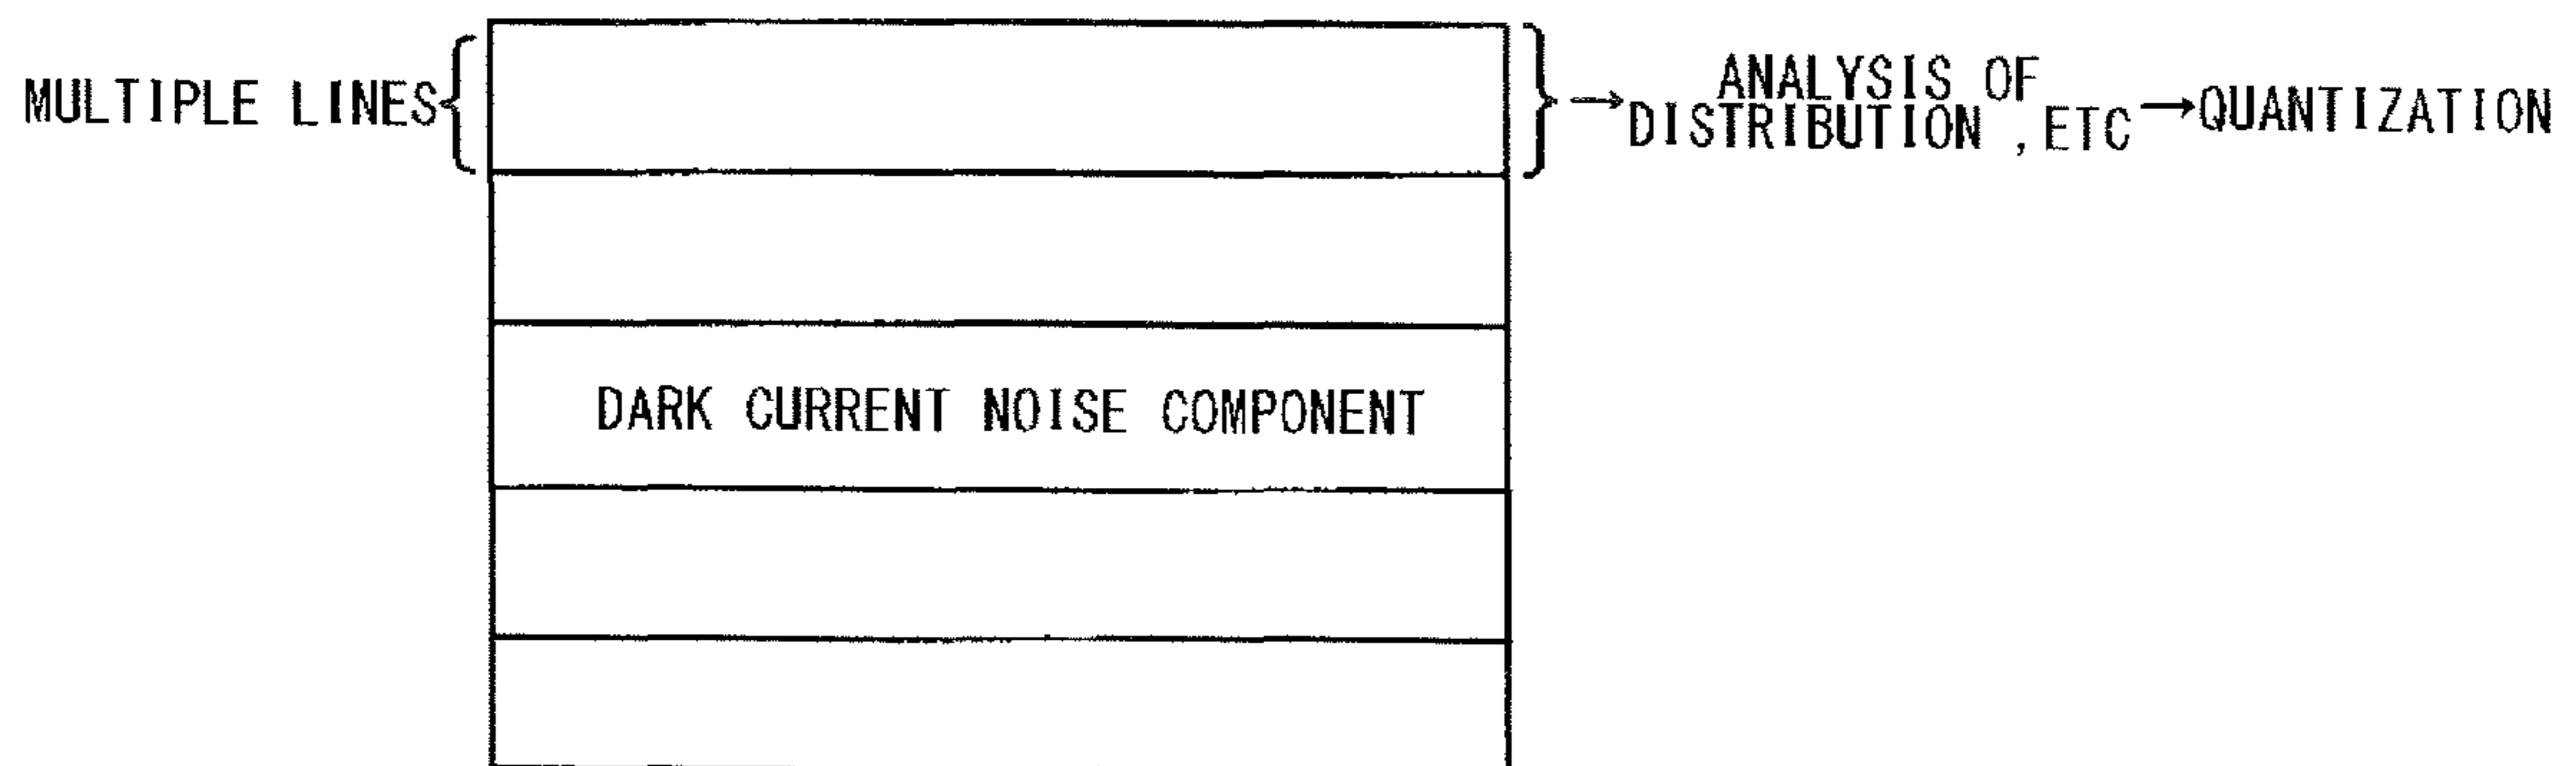 MULTIPLE LINES
ANALYSIS OF
DISTRIBUTION ,ETC
QUANTIZATION
DARK CURRENT NOISE COMPONENT